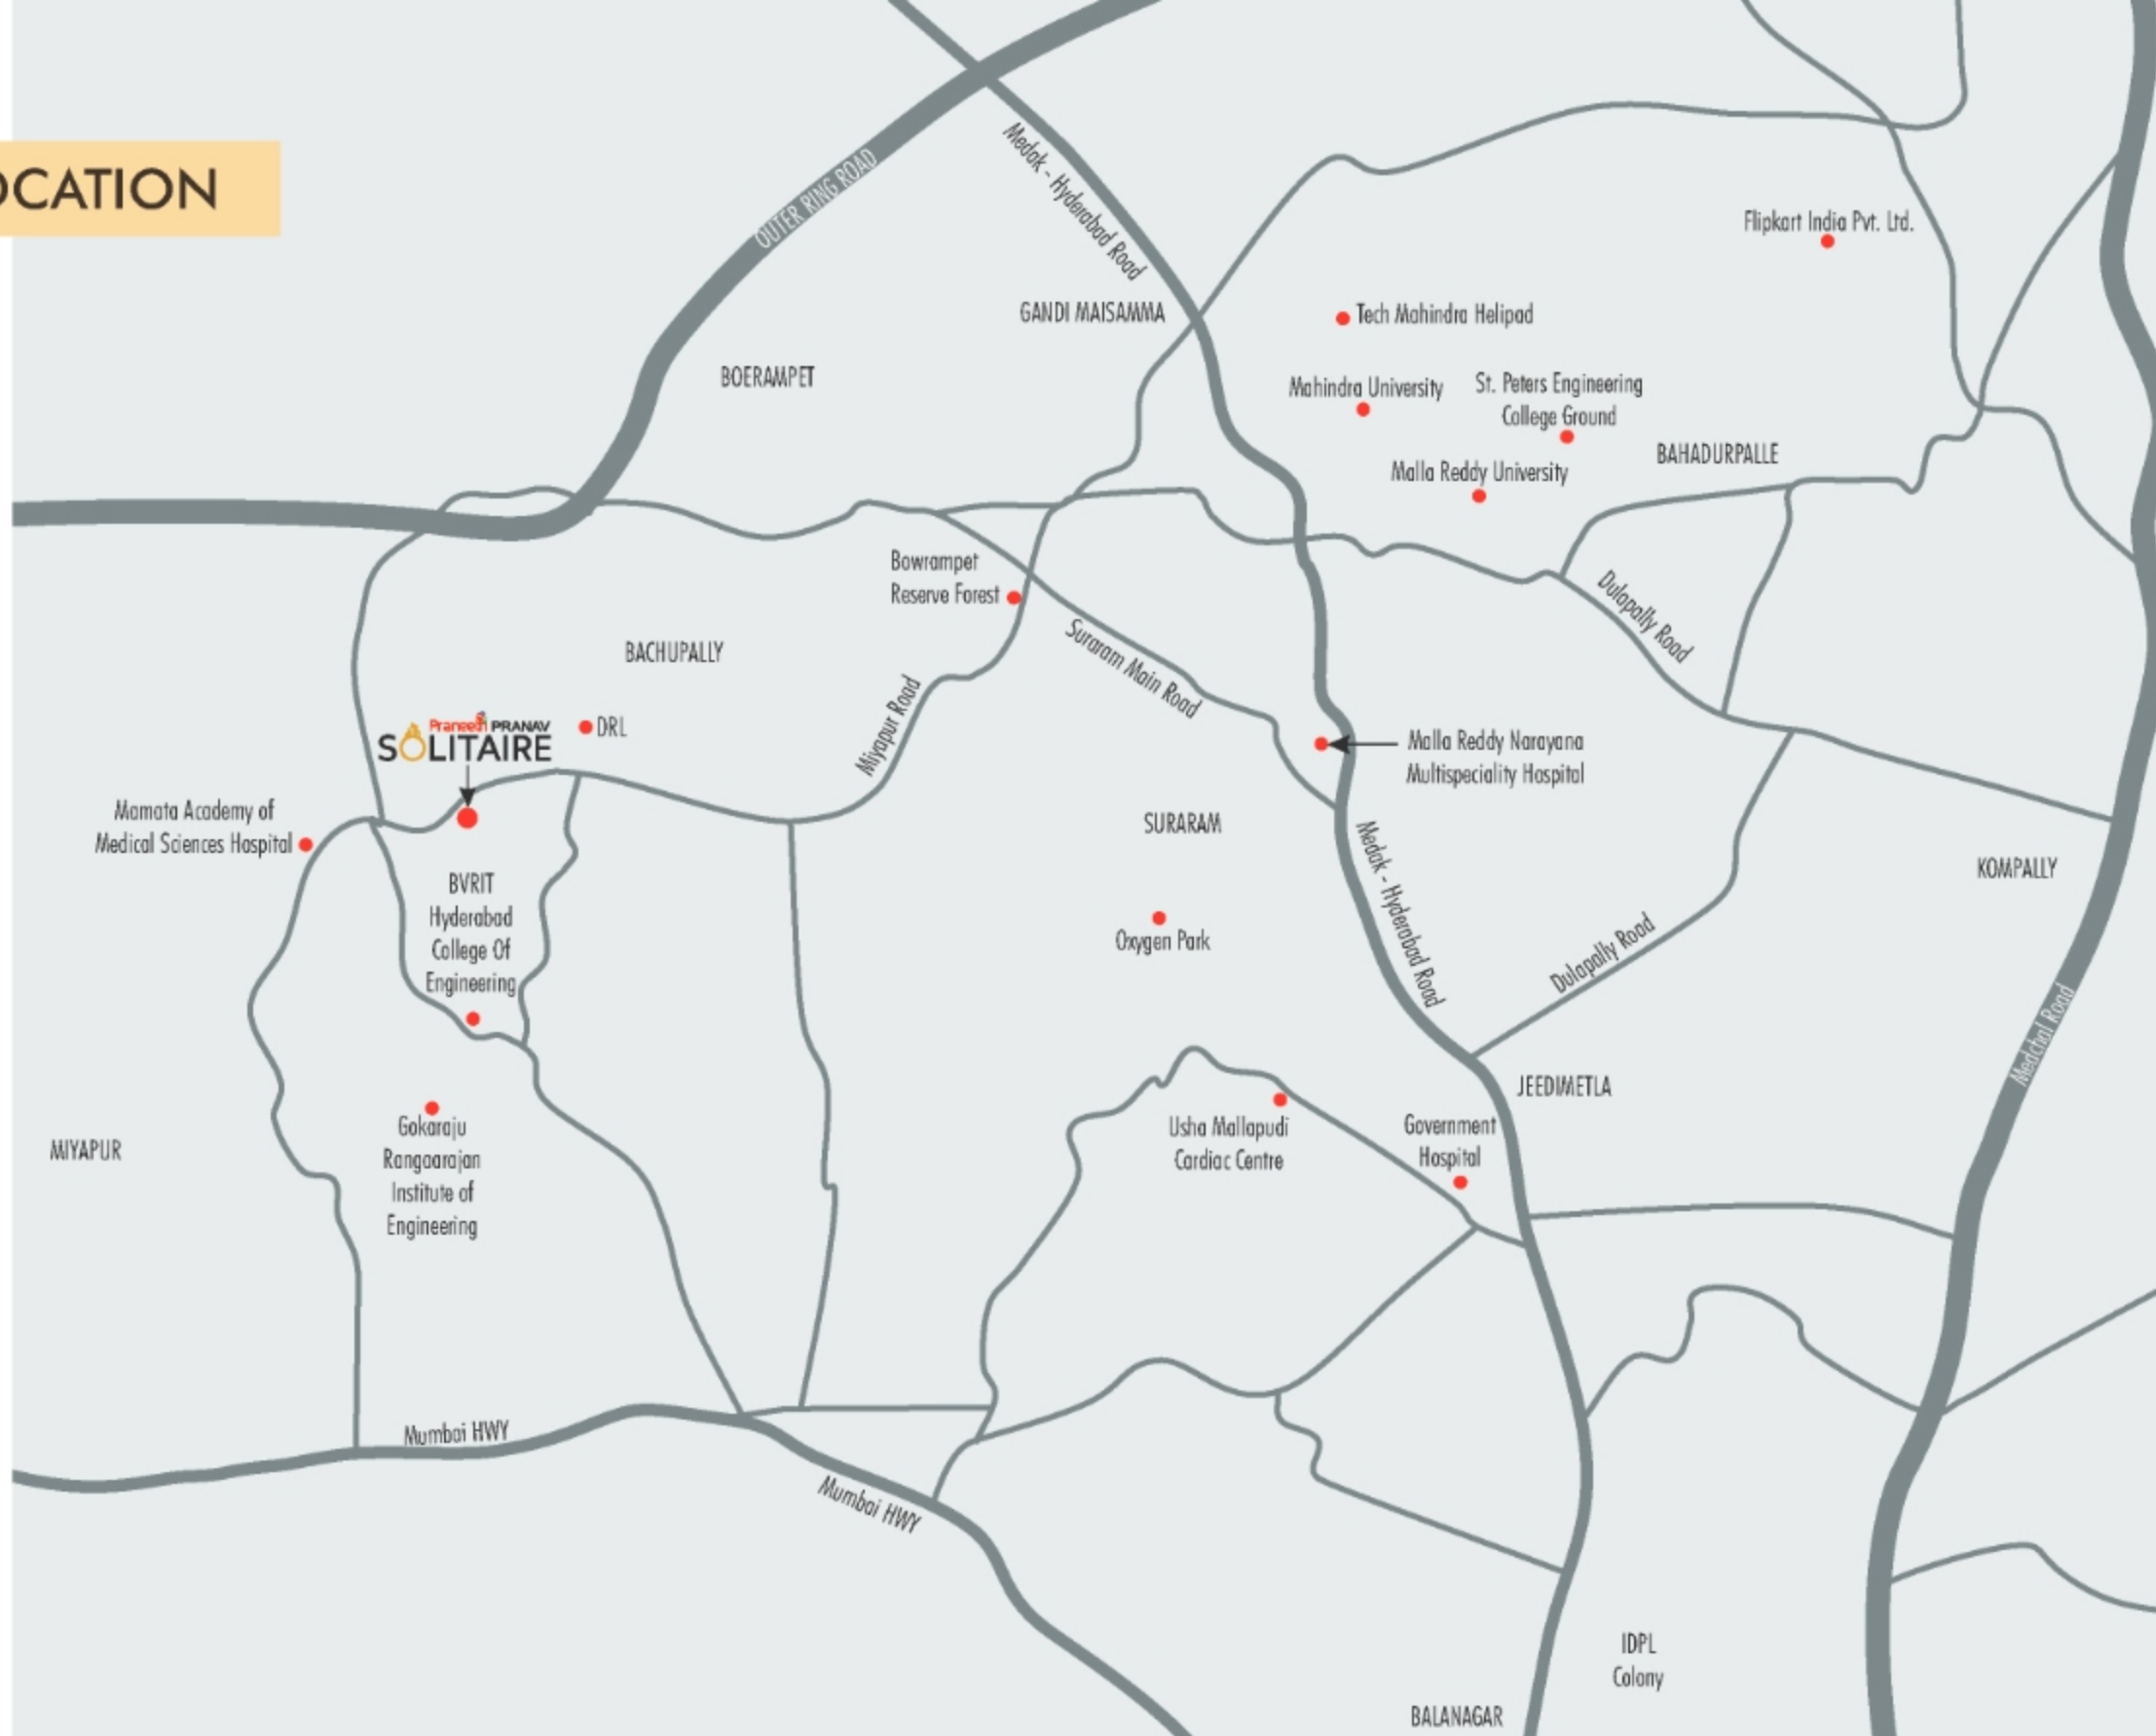 OCATION
OUTER RING ROAD
Medak - Hyderabad Road
Flipkart India Pvt. Ltd.
GANDI MAISAMMA
Tech Mahindra Helipad
BOERAMPET
Mahindra University
St. Peters Engineering
College Ground
BAHADURPALLE
Malla Reddy University
Bowrampet
Reserve Forest
Dulapally Road
BACHUPALLY
Suraram Main Road
Miyapur Road
Praneeth PRANAV
SOLITAIRE
DRL
Malla Reddy Narayana
Multispeciality Hospital
Mamata Academy of
Medical Sciences Hospital
SURARAM
Medak - Hyderabad Road
KOMPALLY
BVRIT
Hyderabad
College Of
Engineering
Oxygen Park
Dulapally Road
Medchal Road
JEEDIMETLA
Gokaraju
Rangaarajan
Institute of
Engineering
Usha Mallapudi
Cardiac Centre
Government
Hospital
MIYAPUR
Mumbai HWY
Mumbai HWY
IDPL
Colony
BALANAGAR